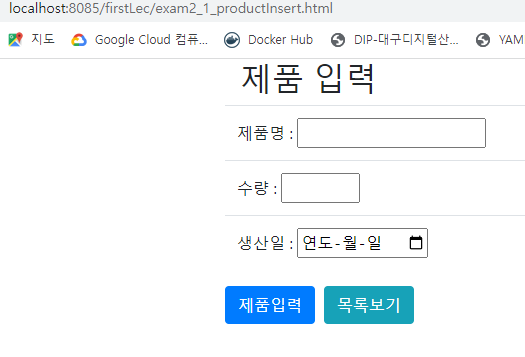 localhost:8085/firstLec/exam2_1_productInsert.html
지도 Google Cloud 컴퓨... Docker Hub DIP-대구디지털산... YAM
제품 입력
제품명 :
수량 :
생산일 : 연도-월-일
제품입력 목록보기